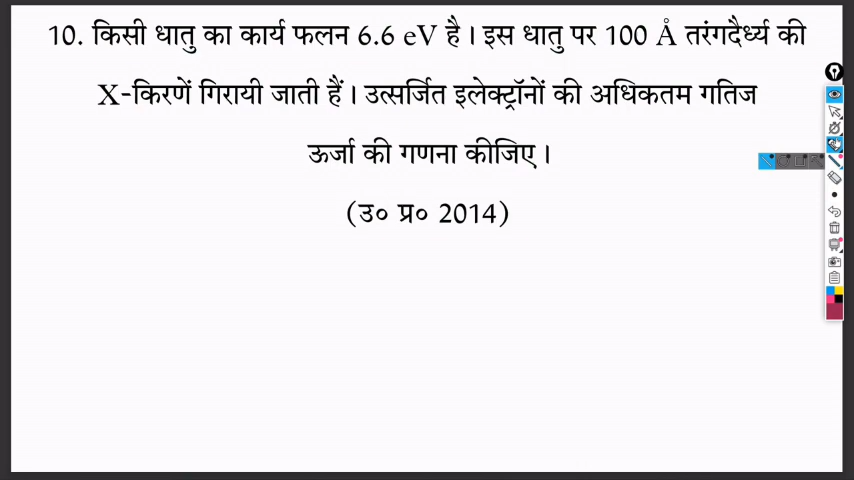 10. किसी धातु का कार्य फलन 6.6 eV है। इस धातु पर 100 Å तरंगदैर्ध्य की
X-किरणें गिरायी जाती हैं। उत्सर्जित इलेक्ट्रॉनों की अधिकतम गतिज
ऊर्जा की गणना कीजिए।
(उ० प्र० 2014)